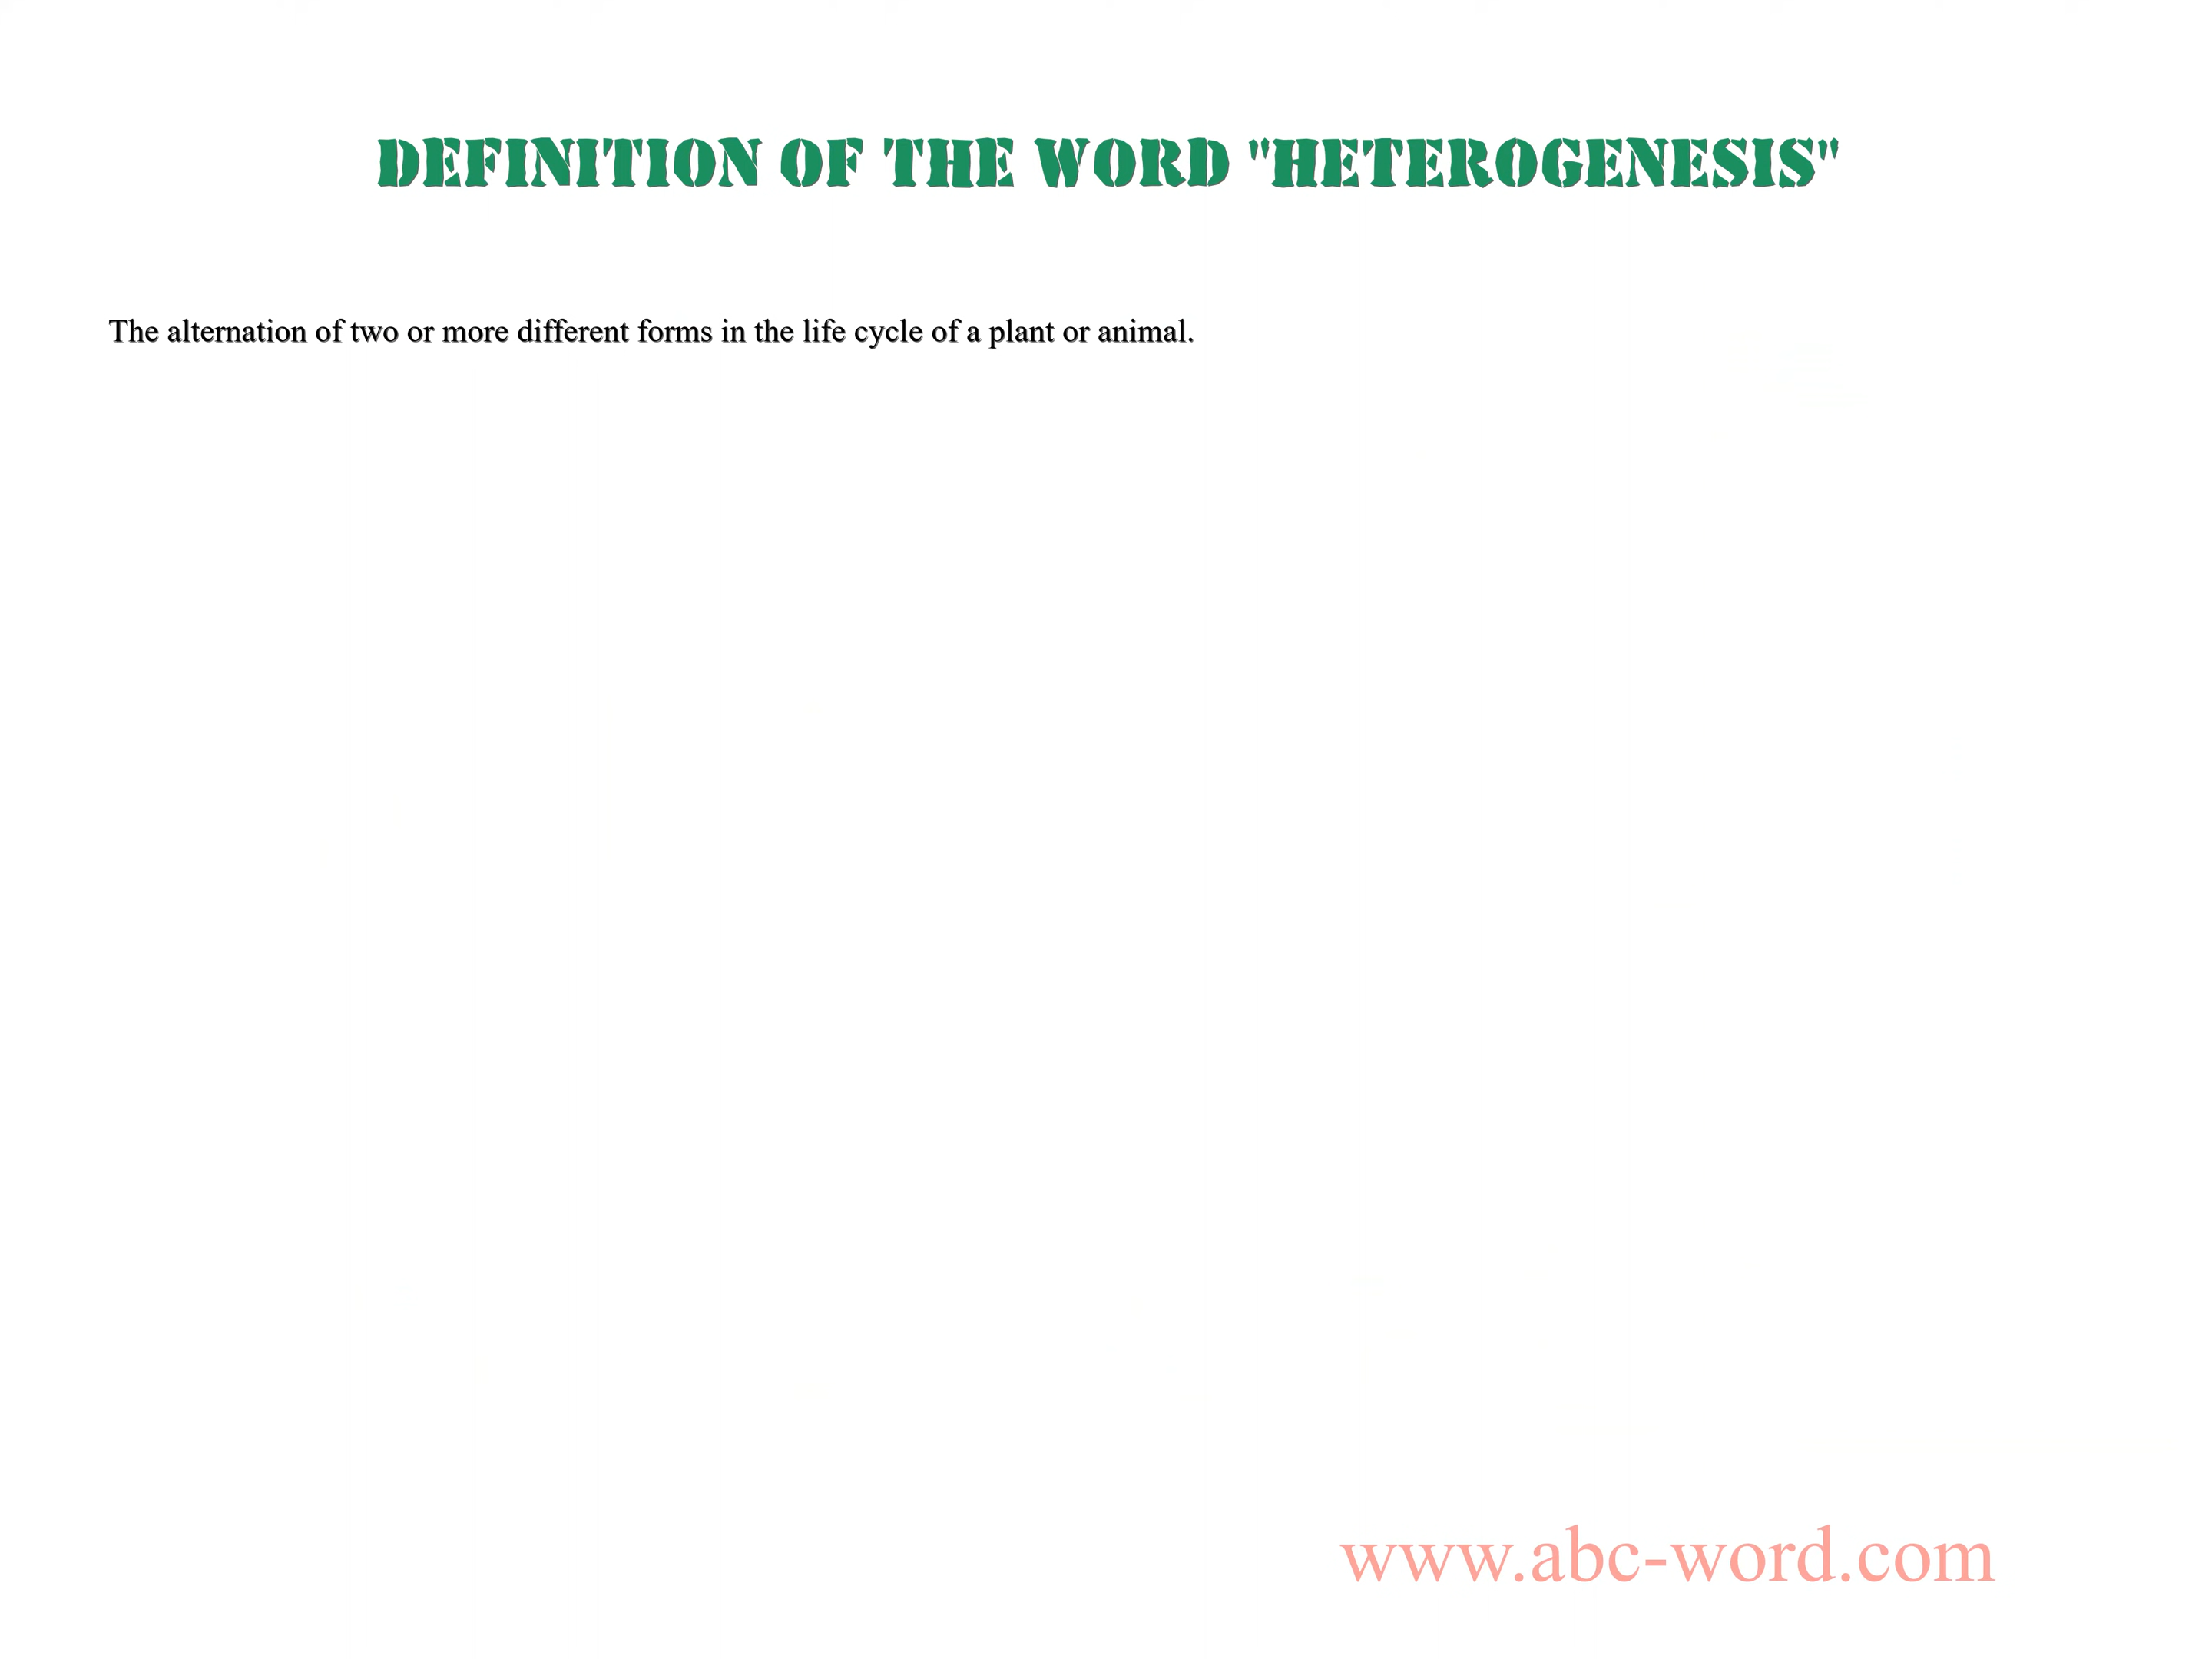 DEFINITION OF THE WORD "HETEROGENESIS"
The alternation of two or more different forms in the life cycle of a plant or animal.
www.abc-word.com